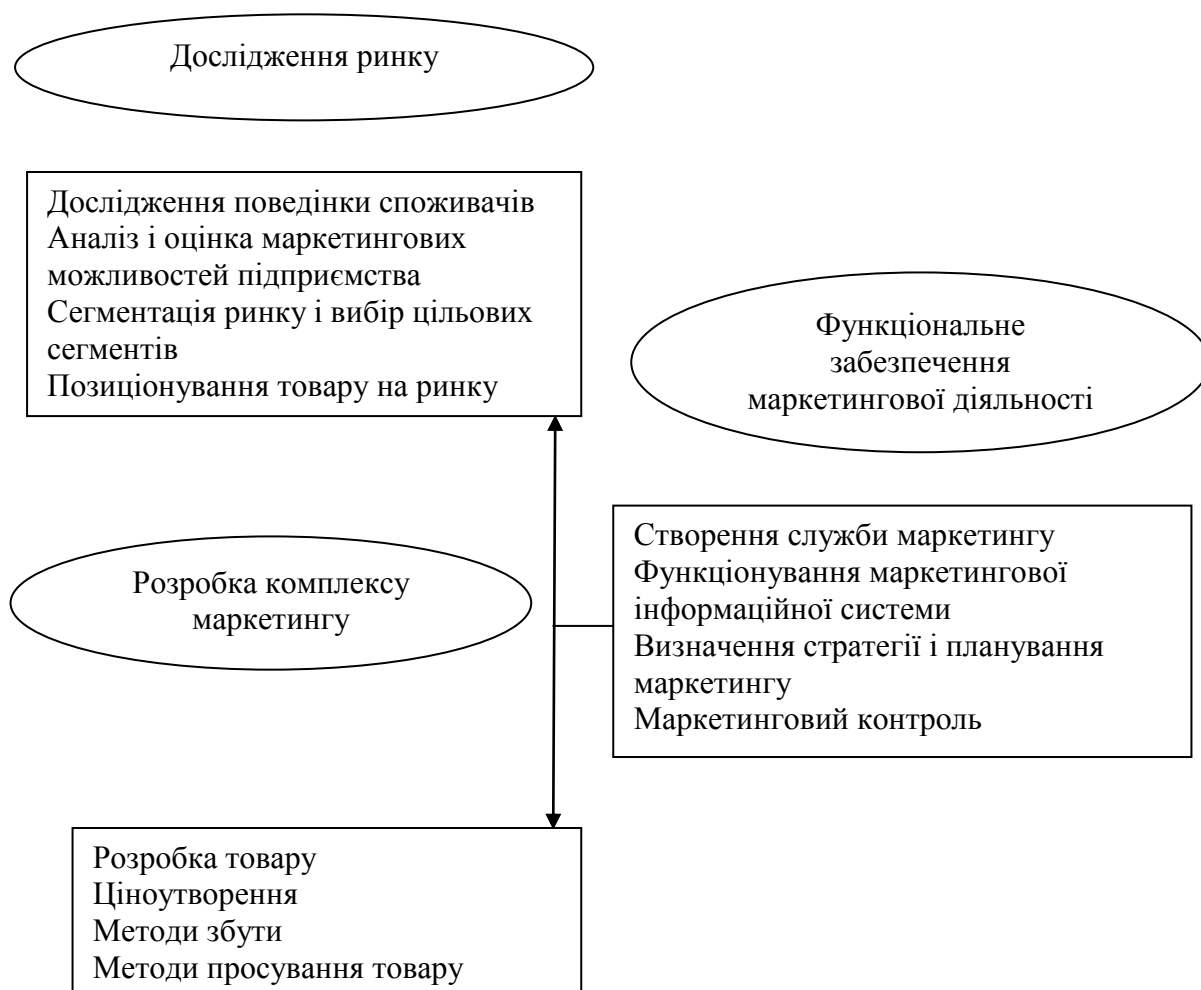 Дослідження ринку
Дослідження поведінки споживачів
Аналіз і оцінка маркетингових
можливостей підприємства
Сегментація ринку і вибір цільових
сегментів
Позиціонування товару на ринку
Функціональне
забезпечення
маркетингової діяльності
Розробка комплексу
маркетингу
Створення служби маркетингу
Функціонування маркетингової
інформаційної системи
Визначення стратегії і планування
маркетингу
Маркетинговий контроль
Розробка товару
Ціноутворення
Методи збути
Методи просування товару